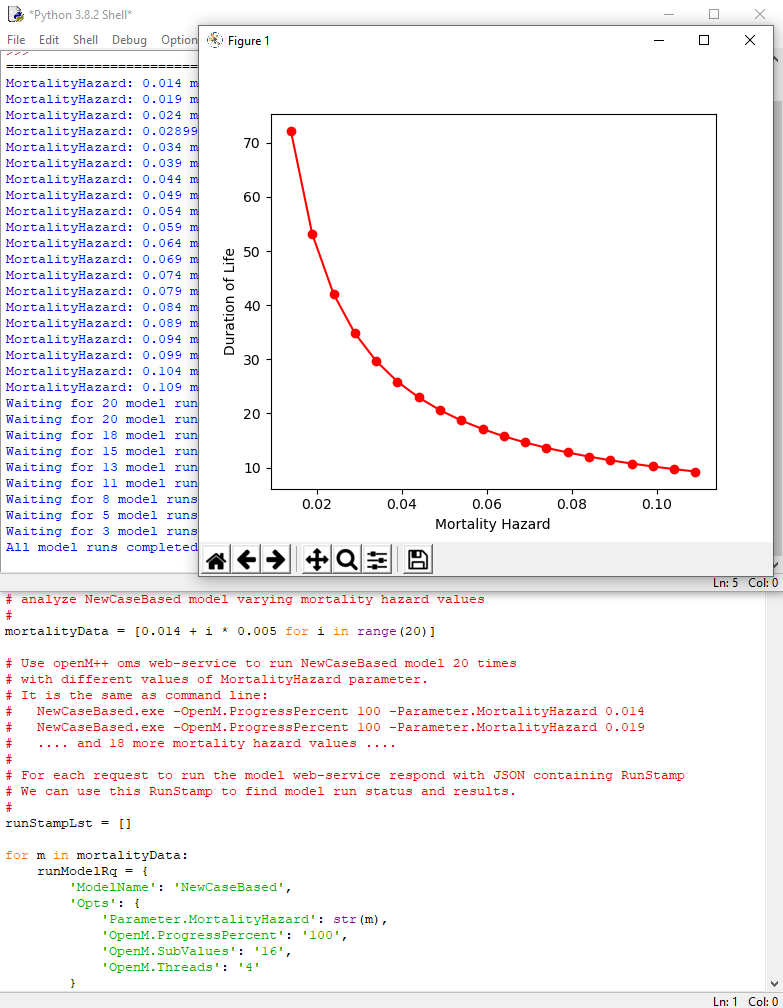 *Python 3.8.2 Shell*
File Edit Shell Debug Option
Figure 1
>>>
========================
MortalityHazard: 0.014 m
MortalityHazard: 0.019 m
MortalityHazard: 0.024 m
MortalityHazard: 0.02899
MortalityHazard: 0.034 m
MortalityHazard: 0.039 m
MortalityHazard: 0.044 m
MortalityHazard: 0.049 m
MortalityHazard: 0.054 m
MortalityHazard: 0.059 m
MortalityHazard: 0.064 m
MortalityHazard: 0.069 m
MortalityHazard: 0.074 m
MortalityHazard: 0.079 m
MortalityHazard: 0.084 m
MortalityHazard: 0.089 m
MortalityHazard: 0.094 m
MortalityHazard: 0.099 m
MortalityHazard: 0.104 m
MortalityHazard: 0.109 m
Waiting for 20 model run
Waiting for 20 model run
Waiting for 18 model run
Waiting for 15 model run
Waiting for 13 model run
Waiting for 11 model run
Waiting for 8 model runs
Waiting for 5 model runs
Waiting for 3 model runs
All model runs completed
70
60
50
40
30
20
10
Duration of Life
0.02 0.04 0.06 0.08 0.10
Mortality Hazard
Ln: 5 Col: 0
# analyze NewCaseBased model varying mortality hazard values
#
mortalityData = [0.014 + i * 0.005 for i in range(20)]
# Use openM++ oms web-service to run NewCaseBased model 20 times
# with different values of MortalityHazard parameter.
# It is the same as command line:
#   NewCaseBased.exe -OpenM.ProgressPercent 100 -Parameter.MortalityHazard 0.014
#   NewCaseBased.exe -OpenM.ProgressPercent 100 -Parameter.MortalityHazard 0.019
#   .... and 18 more mortality hazard values ....
#
# For each request to run the model web-service respond with JSON containing RunStamp
# We can use this RunStamp to find model run status and results.
#
runStampLst = []
for m in mortalityData:
    runModelRq = {
        'ModelName': 'NewCaseBased',
        'Opts': {
            'Parameter.MortalityHazard': str(m),
            'OpenM.ProgressPercent': '100',
            'OpenM.SubValues': '16',
            'OpenM.Threads': '4'
        }
Ln: 1 Col: 0